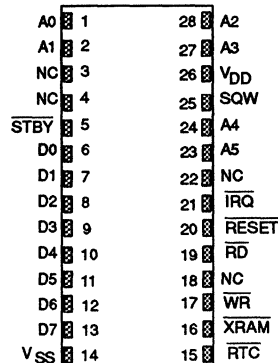 A0 1 28 A2
A1 2 27 A3
NC 3 26 VDD
NC 4 25 SQW
STBY 5 24 A4
D0 6 23 A5
D1 7 22 NC
D2 8 21 IRQ
D3 9 20 RESET
D4 10 19 RD
D5 11 18 NC
D6 12 17 WR
D7 13 16 XRAM
VSS 14 15 RTC